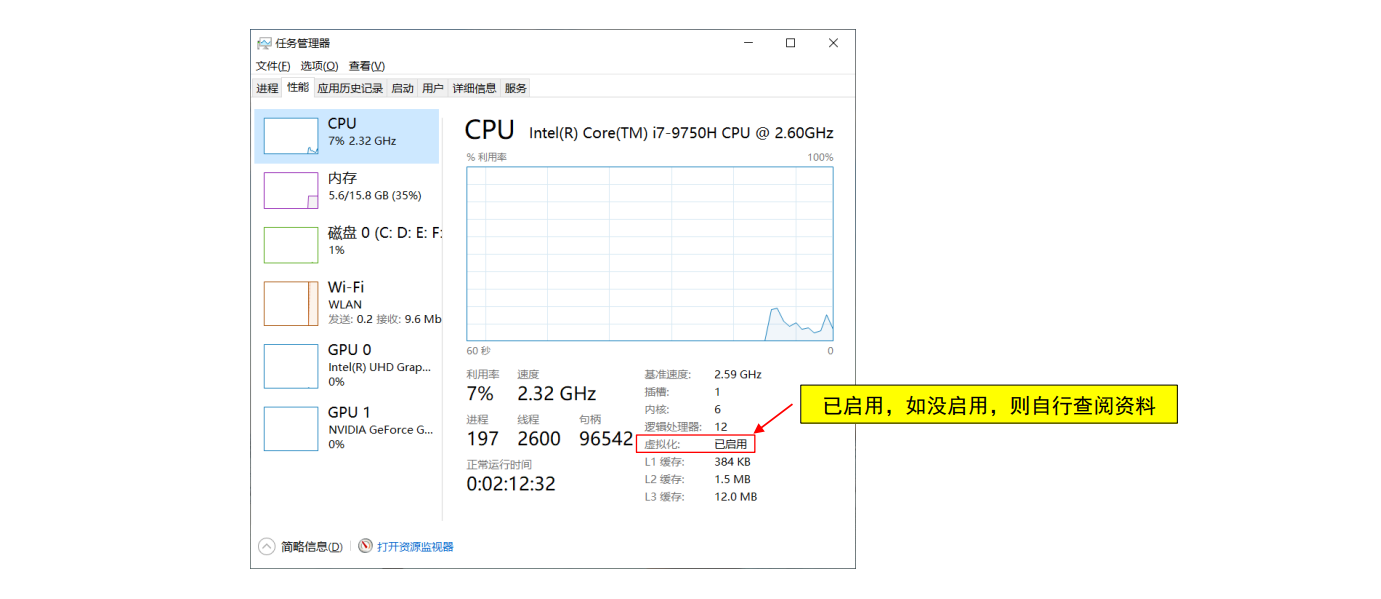 任务管理器
文件(F) 选项(O) 查看(V)
进程 性能 应用历史记录 启动 用户 详细信息 服务
CPU
7% 2.32 GHz
内存
5.6/15.8 GB (35%)
磁盘 0 (C: D: E: F:
1%
Wi-Fi
WLAN
发送: 0.2 接收: 9.6 Mb
GPU 0
Intel(R) UHD Grap...
0%
GPU 1
NVIDIA GeForce G...
0%
CPU Intel(R) Core(TM) i7-9750H CPU @ 2.60GHz
% 利用率 100%
60 秒 0
利用率 速度
7% 2.32 GHz
进程 线程 句柄
197 2600 96542
正常运行时间
0:02:12:32
基准速度: 2.59 GHz
插槽: 1
内核: 6
逻辑处理器: 12
虚拟化: 已启用
L1 缓存: 384 KB
L2 缓存: 1.5 MB
L3 缓存: 12.0 MB
已启用，如没启用，则自行查阅资料
简略信息(D) 打开资源监视器